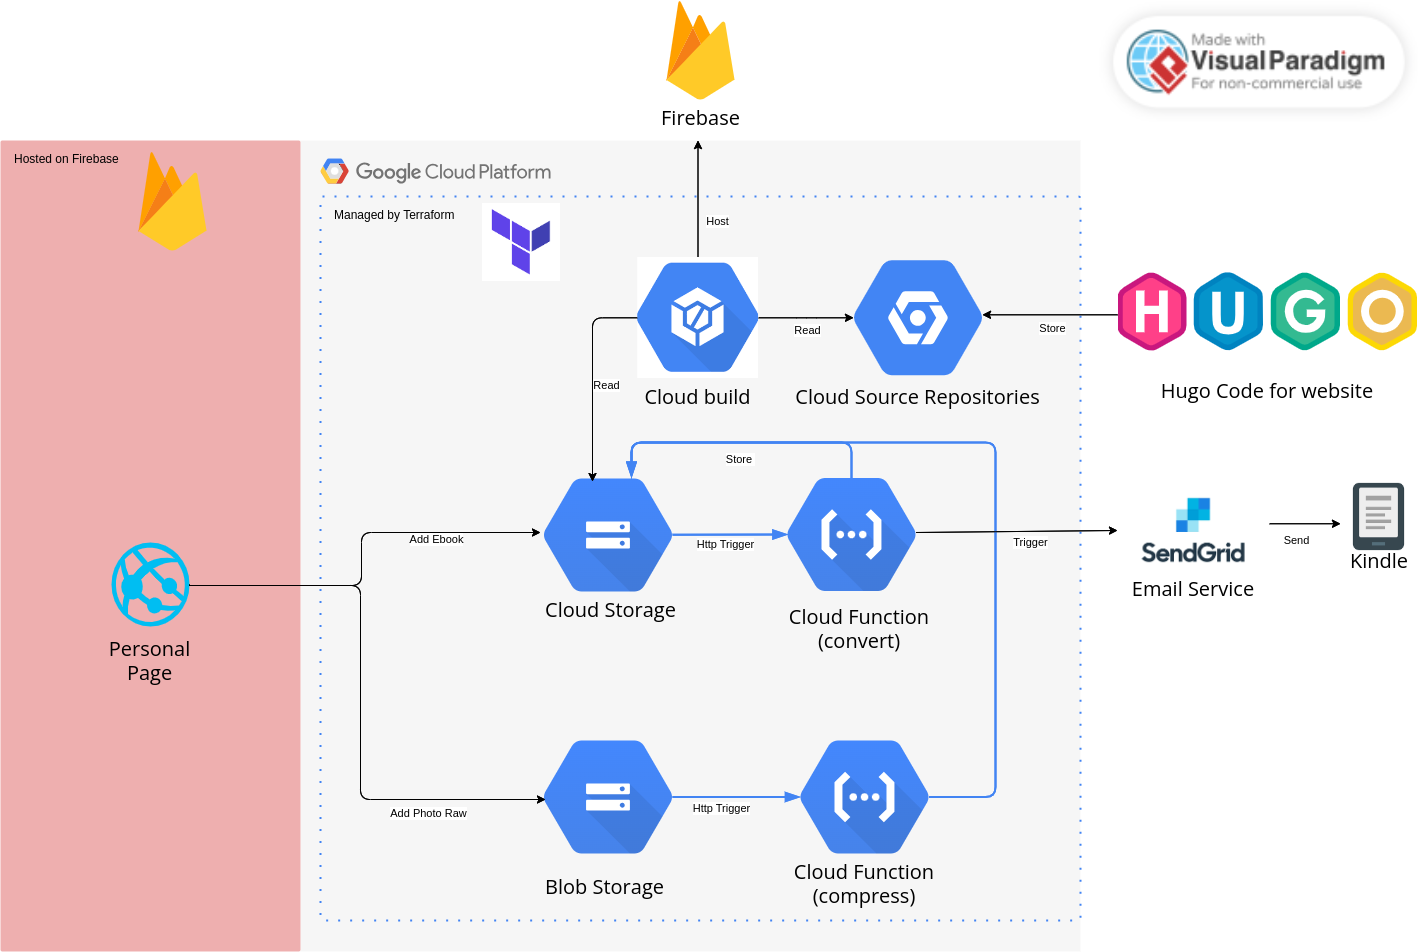 Firebase
Made with
Visual Paradigm
For non-commercial use
Hosted on Firebase
Google Cloud Platform
Managed by Terraform
Host
Read
Store
HUGO
Read
Cloud build
Cloud Source Repositories
Hugo Code for website
Store
Add Ebook
Http Trigger
Trigger
SendGrid
Send
Kindle
Email Service
Cloud Storage
Cloud Function
(convert)
Personal
Page
Add Photo Raw
Http Trigger
Blob Storage
Cloud Function
(compress)